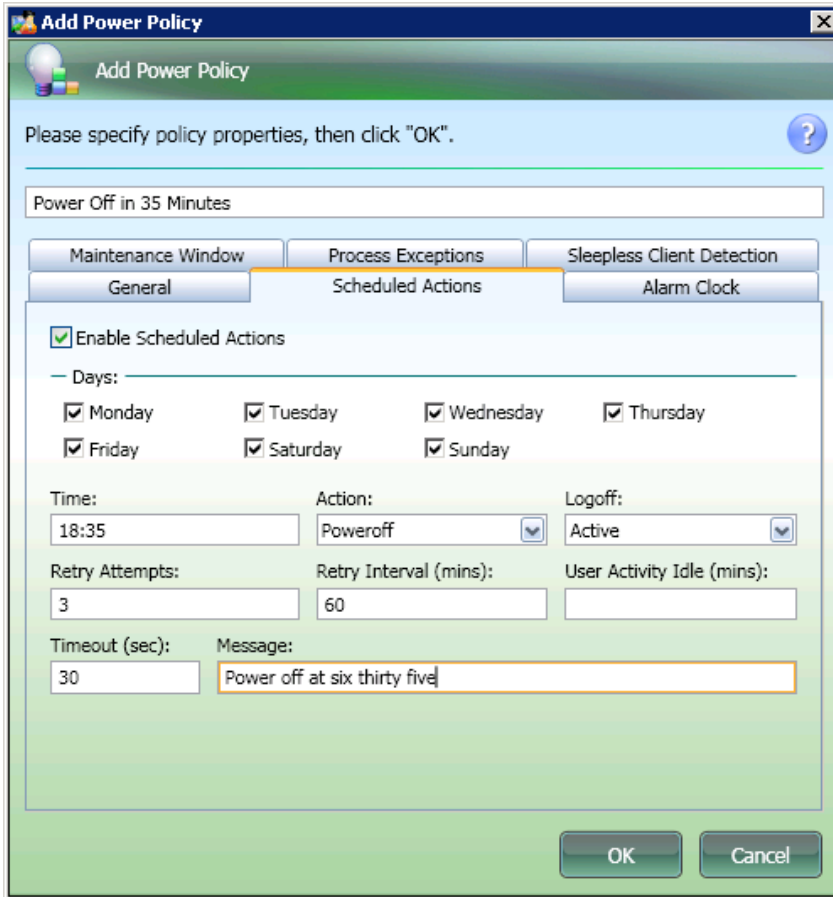 Add Power Policy
Add Power Policy
Please specify policy properties, then click "OK".
?
Power Off in 35 Minutes
Maintenance Window Process Exceptions Sleepless Client Detection
General Scheduled Actions Alarm Clock
Enable Scheduled Actions
Days:
Monday Tuesday Wednesday Thursday
Friday Saturday Sunday
Time: Action: Logoff:
18:35 Poweroff Active
Retry Attempts: Retry Interval (mins): User Activity Idle (mins):
3 60
Timeout (sec): Message:
30 Power off at six thirty five
OK Cancel